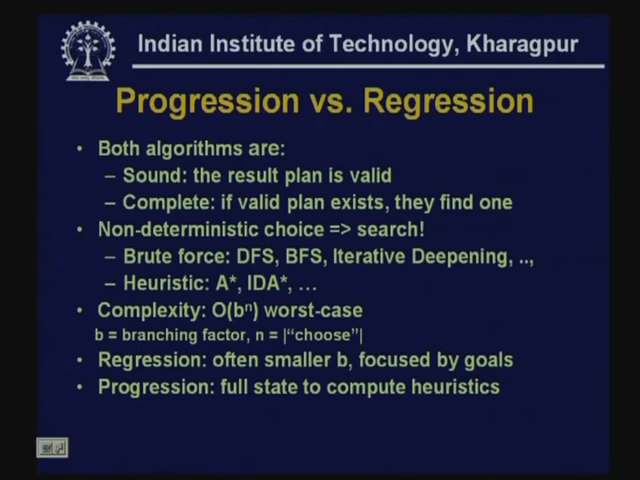 Indian Institute of Technology, Kharagpur
Progression vs. Regression
• Both algorithms are:
– Sound: the result plan is valid
– Complete: if valid plan exists, they find one
• Non-deterministic choice => search!
– Brute force: DFS, BFS, Iterative Deepening, ..,
– Heuristic: A*, IDA*, …
• Complexity: O(bⁿ) worst-case
b = branching factor, n = |“choose”|
• Regression: often smaller b, focused by goals
• Progression: full state to compute heuristics